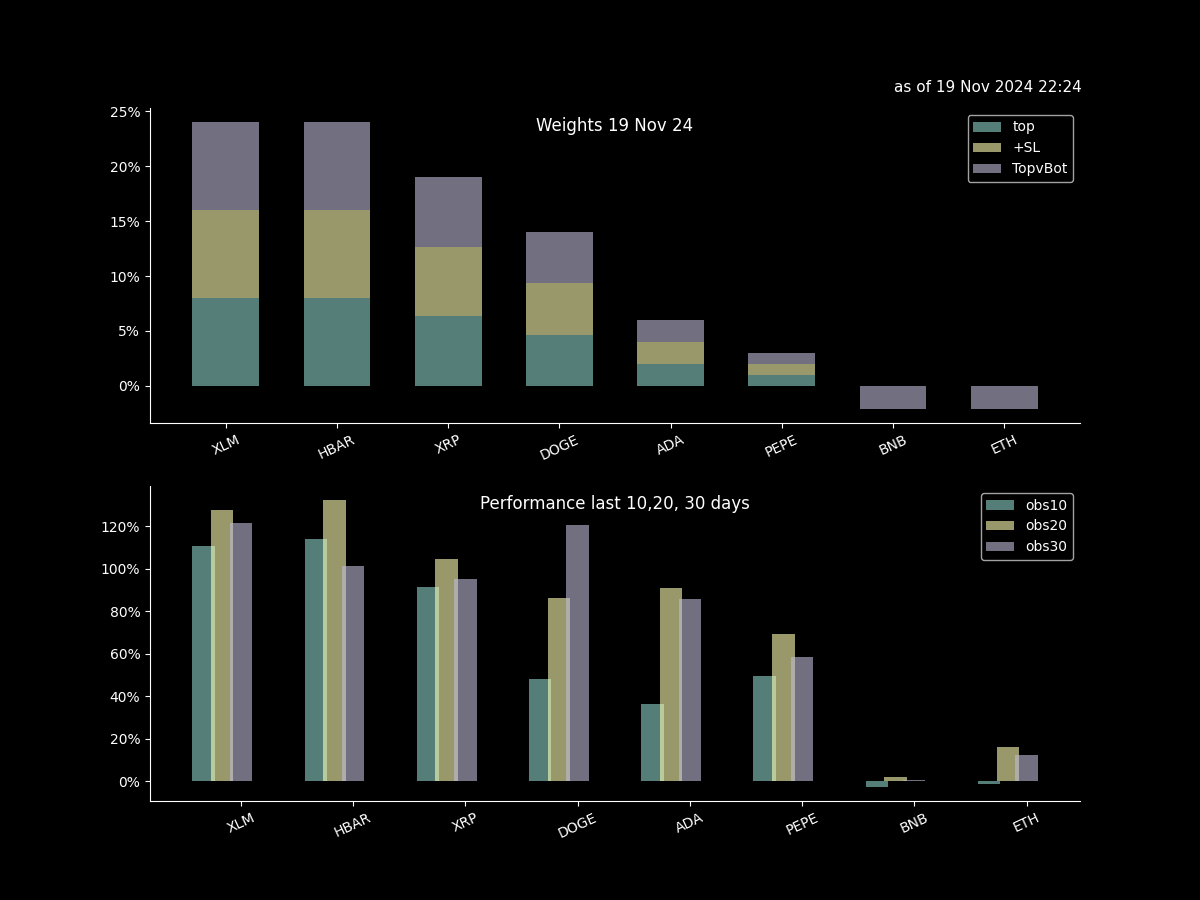 as of 19 Nov 2024 22:24
Weights 19 Nov 24
25%
20%
15%
10%
5%
0%
top
+SL
TopvBot
XLM HBAR XRP DOGE ADA PEPE BNB ETH
Performance last 10,20, 30 days
120%
100%
80%
60%
40%
20%
0%
obs10
obs20
obs30
XLM HBAR XRP DOGE ADA PEPE BNB ETH